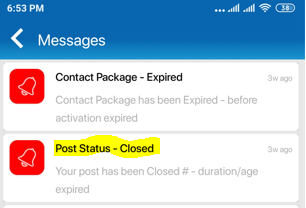 6:53 PM
38
Messages
Contact Package - Expired
3w ago
Contact Package has been Expired - before
activation expired
Post Status - Closed
3w ago
Your post has been Closed # - duration/age
expired